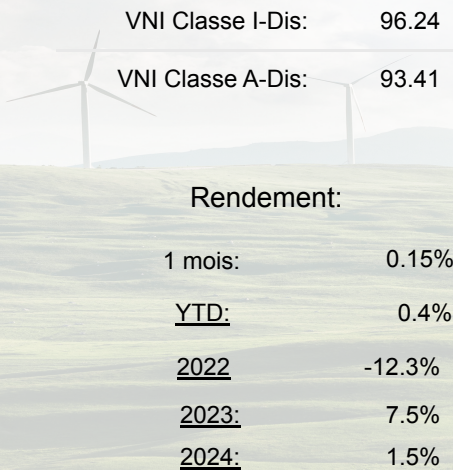 VNI Classe I-Dis: 96.24
VNI Classe A-Dis: 93.41
Rendement:
1 mois: 0.15%
YTD: 0.4%
2022 -12.3%
2023: 7.5%
2024: 1.5%